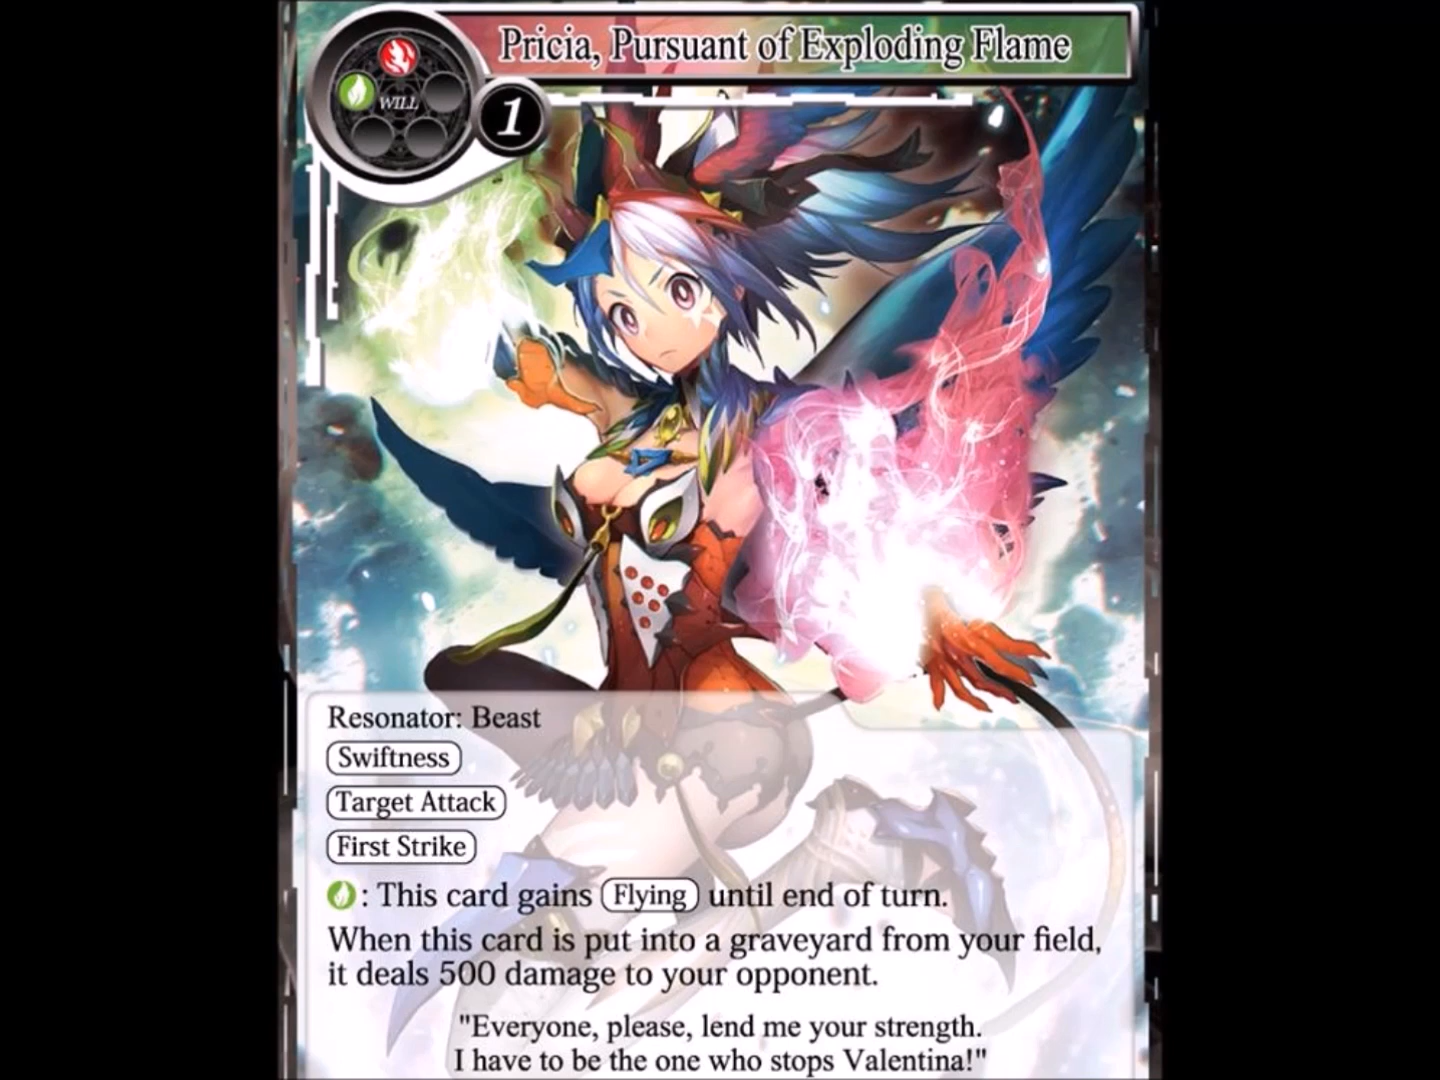 Pricia, Pursuant of Exploding Flame
WILL
1
Resonator: Beast
Swiftness
Target Attack
First Strike
: This card gains Flying until end of turn.
When this card is put into a graveyard from your field,
it deals 500 damage to your opponent.
"Everyone, please, lend me your strength.
I have to be the one who stops Valentina!"